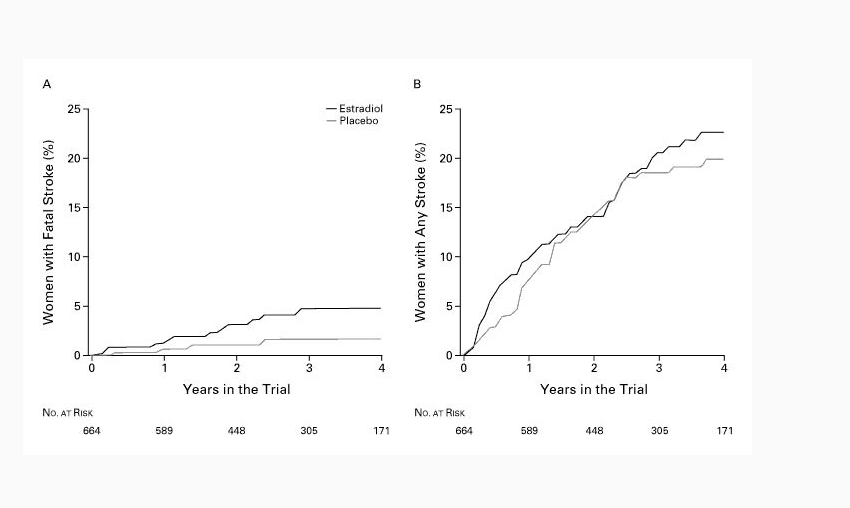 A
25
20
15
10
5
0
Women with Fatal Stroke (%)
Estradiol
Placebo
0 1 2 3 4
Years in the Trial
No. at Risk
664 589 448 305 171
B
25
20
15
10
5
0
Women with Any Stroke (%)
0 1 2 3 4
Years in the Trial
No. at Risk
664 589 448 305 171